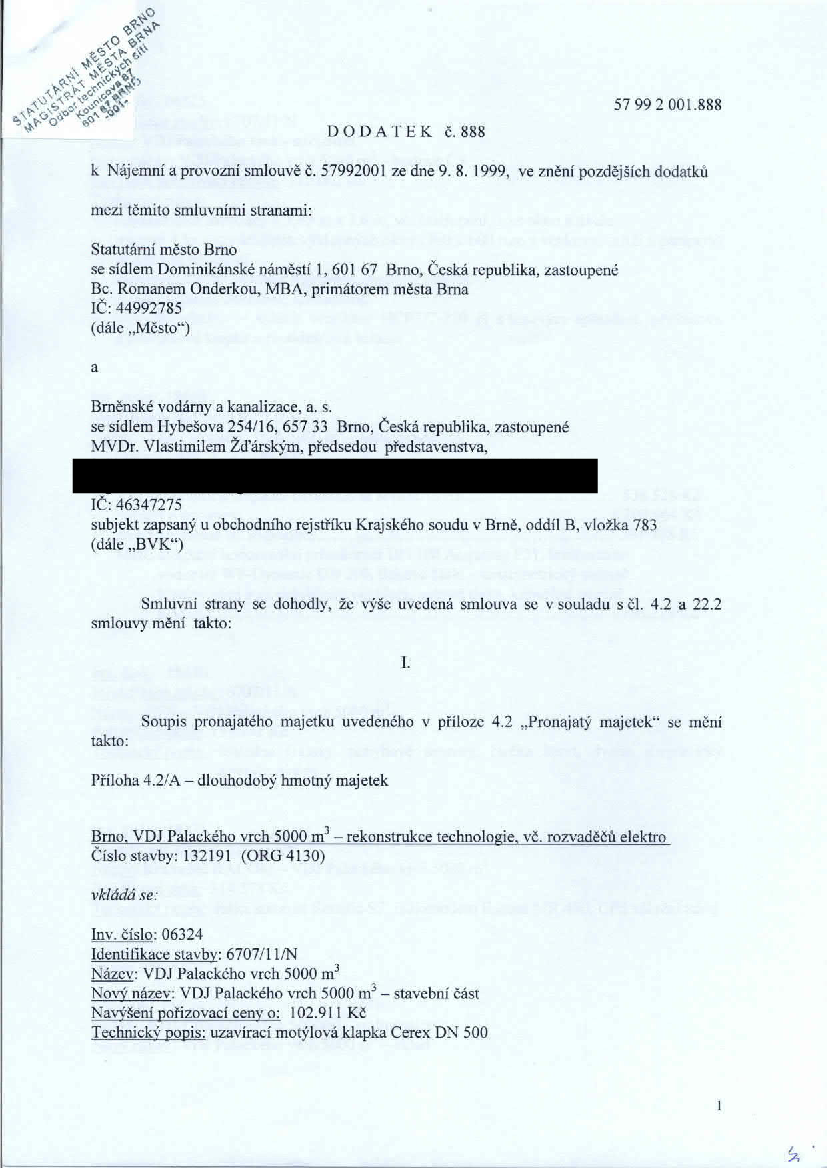 STATUTÁRNÍ MĚSTO BRNO
MAGISTRÁT MĚSTA BRNA
Odbor technických sítí
Kounicova 67
601 67 BRNO
-001-
57 99 2 001.888
DODATEK č. 888
k Nájemní a provozní smlouvě č. 57992001 ze dne 9. 8. 1999, ve znění pozdějších dodatků
mezi těmito smluvními stranami:
Statutární město Brno
se sídlem Dominikánské náměstí 1, 601 67 Brno, Česká republika, zastoupené
Bc. Romanem Onderkou, MBA, primátorem města Brna
IČ: 44992785
(dále „Město“)
a
Brněnské vodárny a kanalizace, a. s.
se sídlem Hybešova 254/16, 657 33 Brno, Česká republika, zastoupené
MVDr. Vlastimilem Žďárským, předsedou představenstva,
IČ: 46347275
subjekt zapsaný u obchodního rejstříku Krajského soudu v Brně, oddíl B, vložka 783
(dále „BVK“)
Smluvní strany se dohodly, že výše uvedená smlouva se v souladu s čl. 4.2 a 22.2
smlouvy mění takto:
I.
Soupis pronajatého majetku uvedeného v příloze 4.2 „Pronajatý majetek“ se mění
takto:
Příloha 4.2/A – dlouhodobý hmotný majetek
Brno, VDJ Palackého vrch 5000 m³ – rekonstrukce technologie, vč. rozvaděčů elektro
Číslo stavby: 132191 (ORG 4130)
vkládá se:
Inv. číslo: 06324
Identifikace stavby: 6707/11/N
Název: VDJ Palackého vrch 5000 m³
Nový název: VDJ Palackého vrch 5000 m³ – stavební část
Navýšení pořizovací ceny o: 102.911 Kč
Technický popis: uzavírací motýlová klapka Cerex DN 500
1